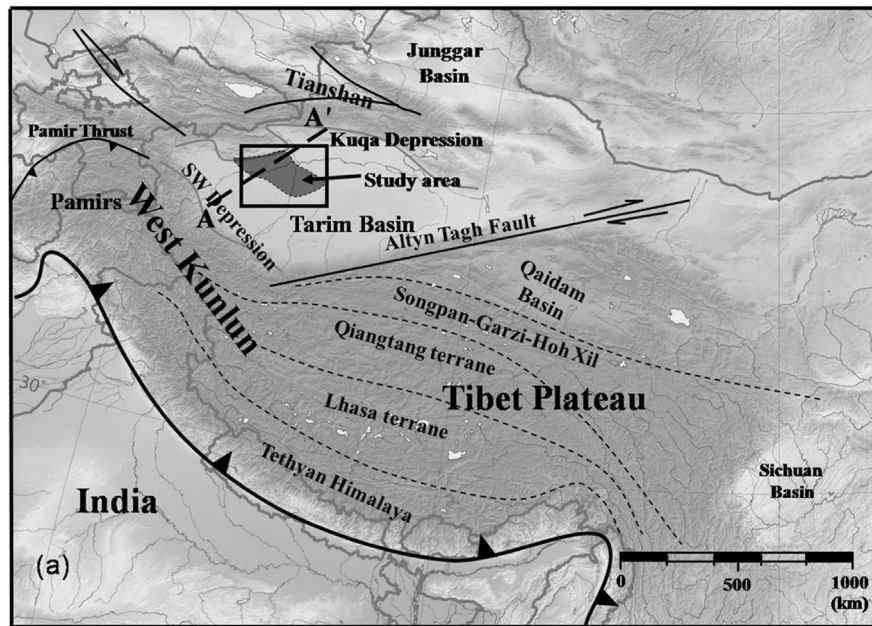 Junggar
Basin
Tianshan
A'
Pamir Thrust
Kuqa Depression
Study area
Pamirs
SW Depression
A
Tarim Basin
West Kunlun
Altyn Tagh Fault
Qaidam
Basin
Songpan-Garzi-Hoh Xil
Qiangtang terrane
30°
Tibet Plateau
Lhasa terrane
Tethyan Himalaya
Sichuan
Basin
India
(a)
0
500
1000
(km)